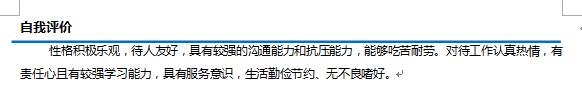 自我评价
性格积极乐观，待人友好，具有较强的沟通能力和抗压能力，能够吃苦耐劳。对待工作认真热情，有
责任心且有较强学习能力，具有服务意识，生活勤俭节约、无不良嗜好。